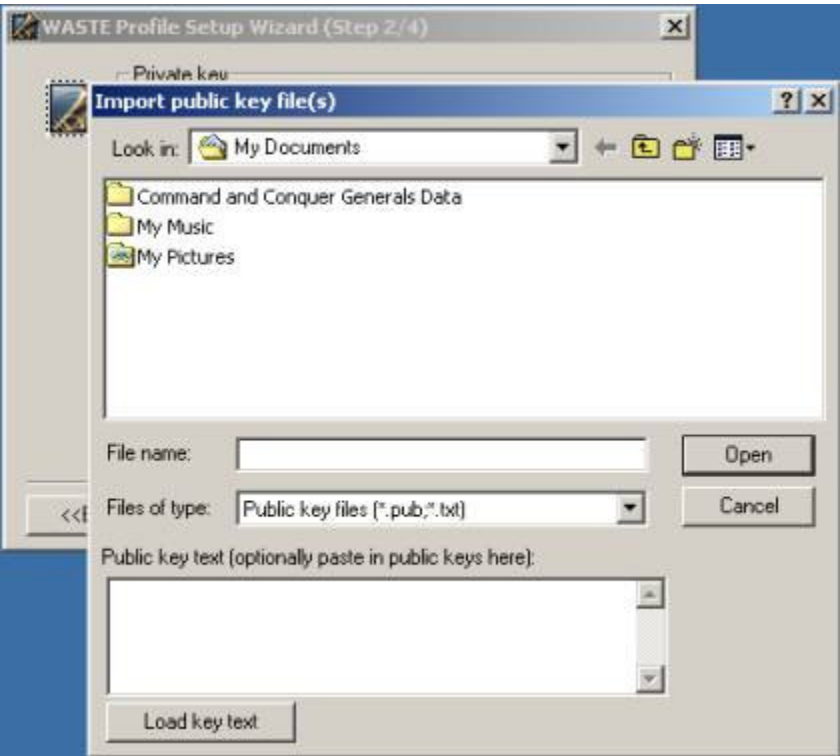 WASTE Profile Setup Wizard (Step 2/4)
Private key
Import public key file(s)
Look in: My Documents
Command and Conquer Generals Data
My Music
My Pictures
File name:
Open
Files of type: Public key files (*.pub;*.txt)
Cancel
<<
Public key text (optionally paste in public keys here):
Load key text